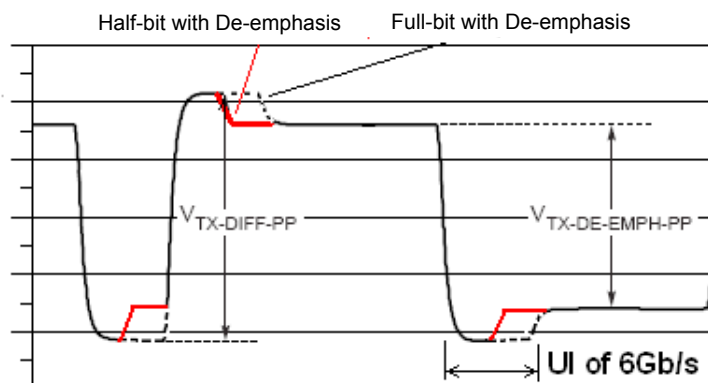 Half-bit with De-emphasis
Full-bit with De-emphasis
VTX-DIFF-PP
VTX-DE-EMPH-PP
UI of 6Gb/s